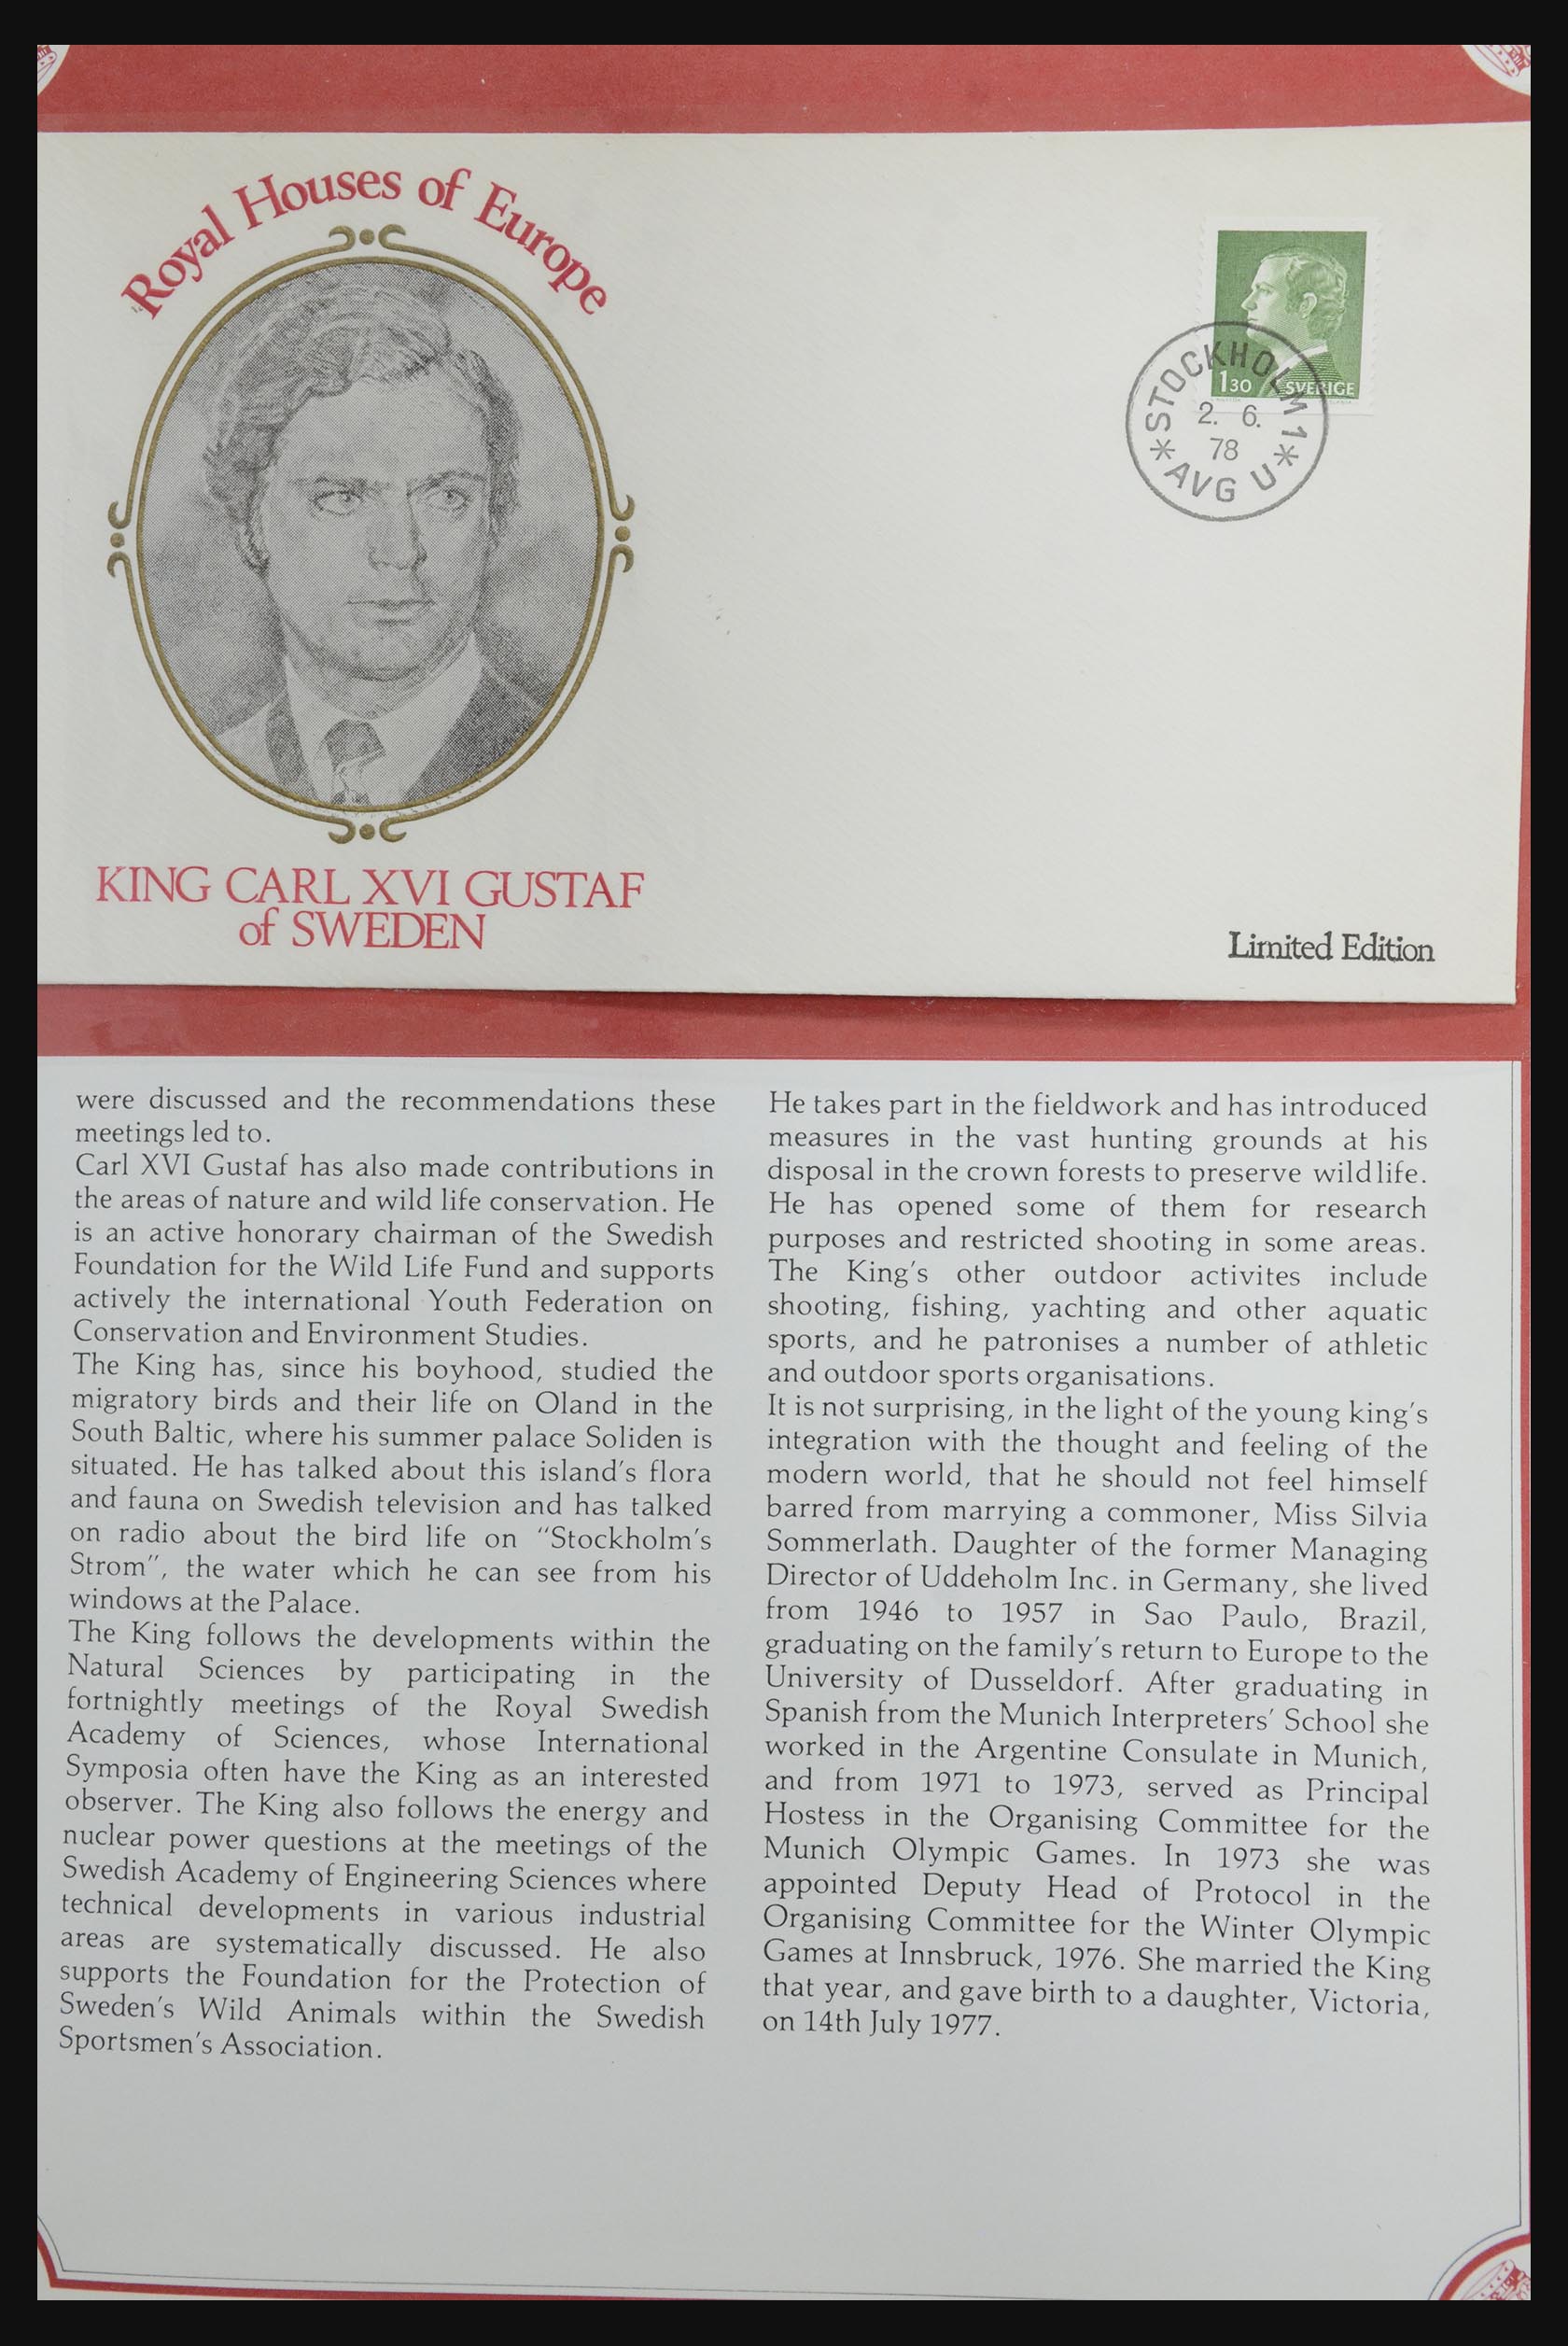 Royal Houses of Europe
KING CARL XVI GUSTAF
of SWEDEN
1 30 SVERIGE
STOCKHOLM 1
2. 6.
78
* AVG U *
Limited Edition
were discussed and the recommendations these
meetings led to.
Carl XVI Gustaf has also made contributions in
the areas of nature and wild life conservation. He
is an active honorary chairman of the Swedish
Foundation for the Wild Life Fund and supports
actively the international Youth Federation on
Conservation and Environment Studies.
The King has, since his boyhood, studied the
migratory birds and their life on Oland in the
South Baltic, where his summer palace Soliden is
situated. He has talked about this island's flora
and fauna on Swedish television and has talked
on radio about the bird life on "Stockholm's
Strom", the water which he can see from his
windows at the Palace.
The King follows the developments within the
Natural Sciences by participating in the
fortnightly meetings of the Royal Swedish
Academy of Sciences, whose International
Symposia often have the King as an interested
observer. The King also follows the energy and
nuclear power questions at the meetings of the
Swedish Academy of Engineering Sciences where
technical developments in various industrial
areas are systematically discussed. He also
supports the Foundation for the Protection of
Sweden's Wild Animals within the Swedish
Sportsmen's Association.
He takes part in the fieldwork and has introduced
measures in the vast hunting grounds at his
disposal in the crown forests to preserve wildlife.
He has opened some of them for research
purposes and restricted shooting in some areas.
The King's other outdoor activites include
shooting, fishing, yachting and other aquatic
sports, and he patronises a number of athletic
and outdoor sports organisations.
It is not surprising, in the light of the young king's
integration with the thought and feeling of the
modern world, that he should not feel himself
barred from marrying a commoner, Miss Silvia
Sommerlath. Daughter of the former Managing
Director of Uddeholm Inc. in Germany, she lived
from 1946 to 1957 in Sao Paulo, Brazil,
graduating on the family's return to Europe to the
University of Dusseldorf. After graduating in
Spanish from the Munich Interpreters' School she
worked in the Argentine Consulate in Munich,
and from 1971 to 1973, served as Principal
Hostess in the Organising Committee for the
Munich Olympic Games. In 1973 she was
appointed Deputy Head of Protocol in the
Organising Committee for the Winter Olympic
Games at Innsbruck, 1976. She married the King
that year, and gave birth to a daughter, Victoria,
on 14th July 1977.